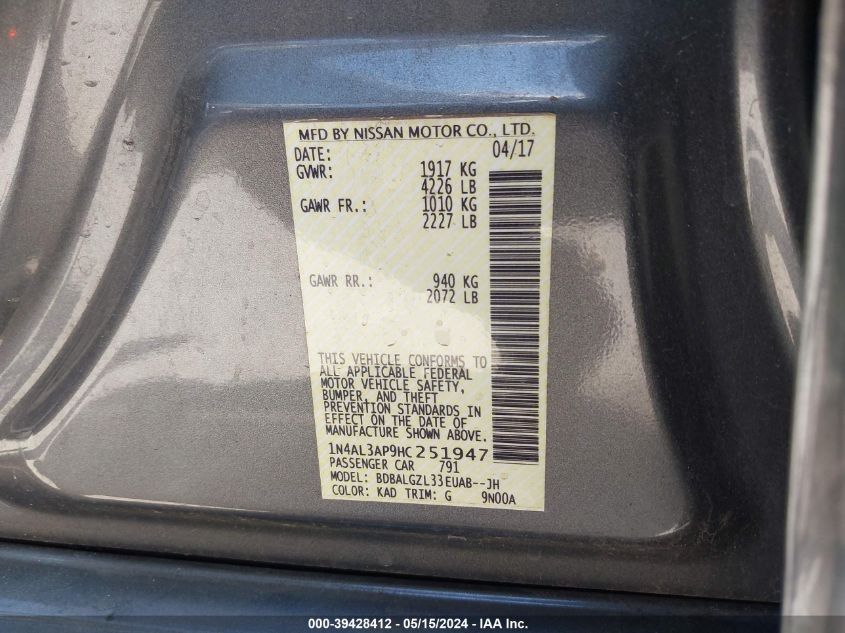 MFD BY NISSAN MOTOR CO., LTD.
DATE: 04/17
GVWR: 1917 KG
4226 LB
GAWR FR.: 1010 KG
2227 LB
GAWR RR.: 940 KG
2072 LB
THIS VEHICLE CONFORMS TO
ALL APPLICABLE FEDERAL
MOTOR VEHICLE SAFETY,
BUMPER, AND THEFT
PREVENTION STANDARDS IN
EFFECT ON THE DATE OF
MANUFACTURE SHOWN ABOVE.
1N4AL3AP9HC251947
PASSENGER CAR 791
MODEL: BDBALGZL33EUAB--JH
COLOR: KAD TRIM: G 9N00A
000-39428412 - 05/15/2024 - IAA Inc.